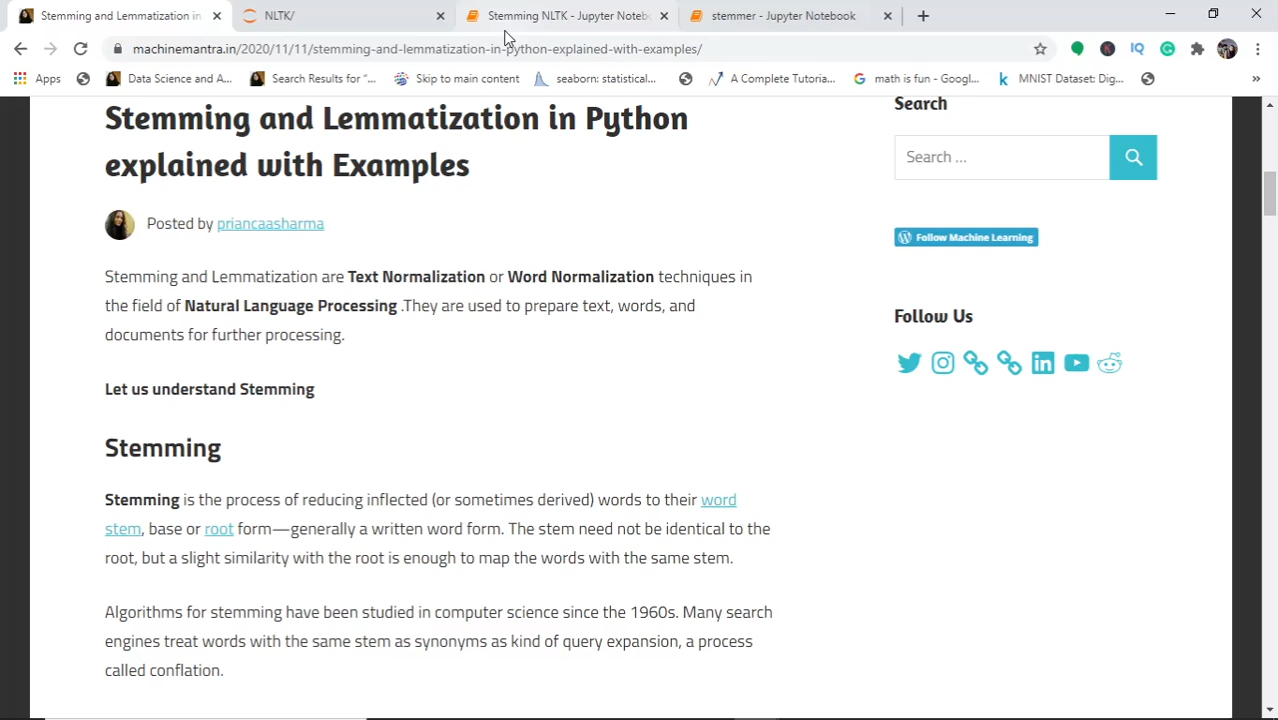 Stemming and Lemmatization in
NLTK/
Stemming NLTK - Jupyter Noteb
stemmer - Jupyter Notebook
machinemantra.in/2020/11/11/stemming-and-lemmatization-in-python-explained-with-examples/
Apps
Data Science and A...
Search Results for "...
Skip to main content
seaborn: statistical...
A Complete Tutoria...
math is fun - Googl...
MNIST Dataset: Dig...
»
Stemming and Lemmatization in Python
explained with Examples
Posted by priancaasharma
Stemming and Lemmatization are Text Normalization or Word Normalization techniques in
the field of Natural Language Processing .They are used to prepare text, words, and
documents for further processing.
Let us understand Stemming
Stemming
Stemming is the process of reducing inflected (or sometimes derived) words to their word
stem, base or root form—generally a written word form. The stem need not be identical to the
root, but a slight similarity with the root is enough to map the words with the same stem.
Algorithms for stemming have been studied in computer science since the 1960s. Many search
engines treat words with the same stem as synonyms as kind of query expansion, a process
called conflation.
Search
Search ...
Follow Machine Learning
Follow Us